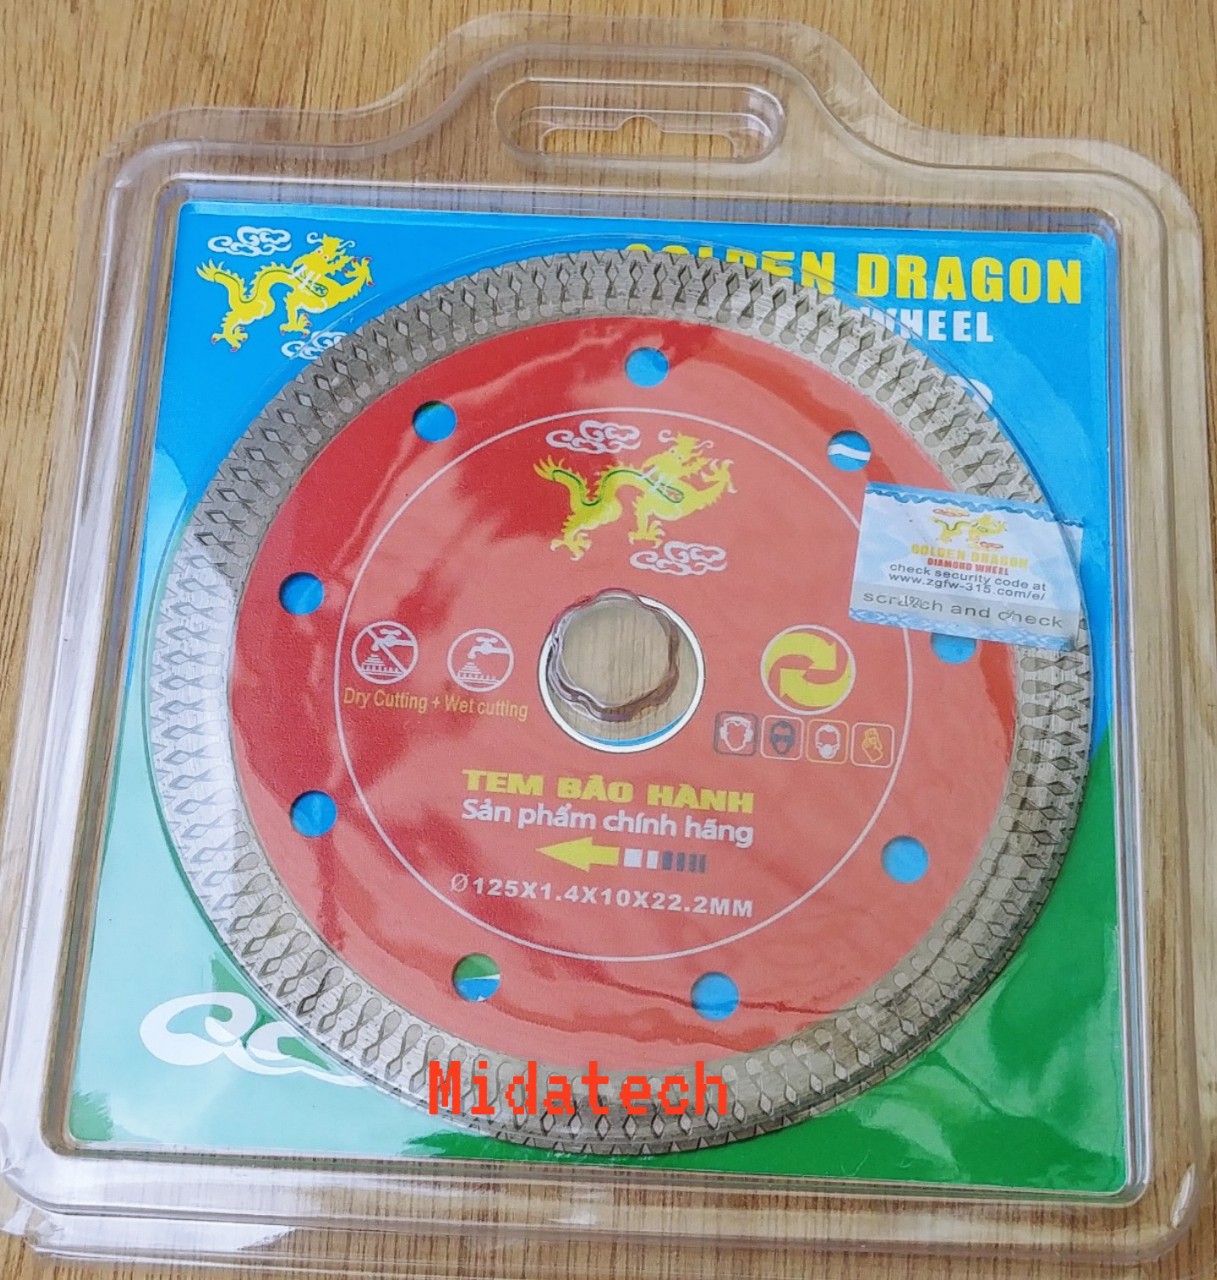 GOLDEN DRAGON
WHEEL
GOLDEN DRAGON
DIAMOND WHEEL
check security code at
www.zgfw-315.com/e/
scratch and check
Dry Cutting + Wet cutting
TEM BẢO HÀNH
Sản phẩm chính hãng
Ø125X1.4X10X22.2MM
Midatech